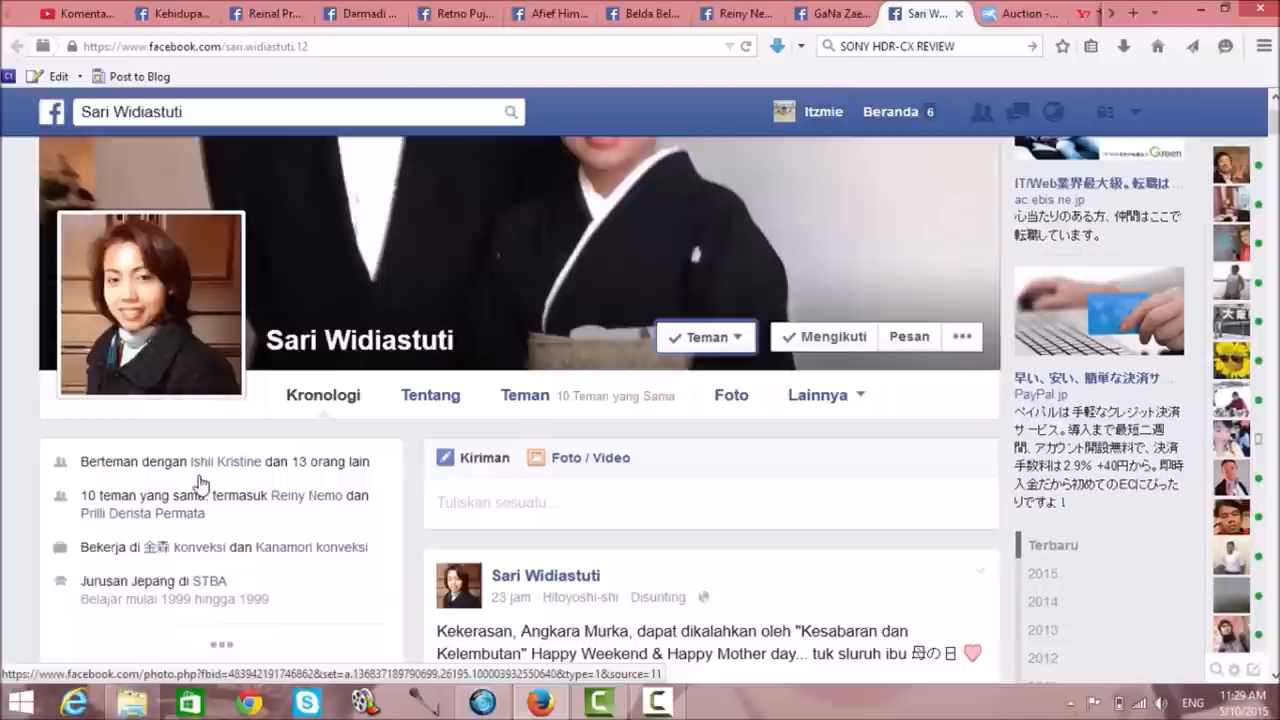 Komenta...
Kehidupa...
Reinal Pr...
Darmadi ...
Retno Puj...
Afief Him...
Belda Bel...
Reiny Ne...
GaNa Zae...
Sari W...
Auction -...
https://www.facebook.com/sari.widiastuti.12
SONY HDR-CX REVIEW
Edit
Post to Blog
Sari Widiastuti
Itzmie
Beranda 6
Green
IT/Web業界最大級。転職は ...
ac.ebis.ne.jp
心当たりのある方、仲間はここで
転職しています。
Sari Widiastuti
Teman
Mengikuti
Pesan
Kronologi
Tentang
Teman 10 Teman yang Sama
Foto
Lainnya
早い、安い、簡単な決済サ ...
PayPal.jp
ペイパルは手軽なクレジット決済
サービス。導入まで最短二週
間、アカウント開設無料で、決済
手数料は2.9% +40円から。即時
入金だから初めてのECにぴった
りですよ！
Berteman dengan Ishii Kristine dan 13 orang lain
10 teman yang sama, termasuk Reiny Nemo dan
Prilli Derista Permata
Bekerja di 金森 konveksi dan Kanamori konveksi
Jurusan Jepang di STBA
Belajar mulai 1999 hingga 1999
Kiriman
Foto / Video
Tuliskan sesuatu...
Sari Widiastuti
23 jam · Hitoyoshi-shi · Disunting ·
Kekerasan, Angkara Murka, dapat dikalahkan oleh "Kesabaran dan
Kelembutan" Happy Weekend & Happy Mother day... tuk sluruh ibu 母の日
Terbaru
2015
2014
2013
2012
https://www.facebook.com/photo.php?fbid=483942191746862&set=a.136837189790699.26195.100003932550640&type=1&source=11
ENG
11:29 AM
5/10/2015